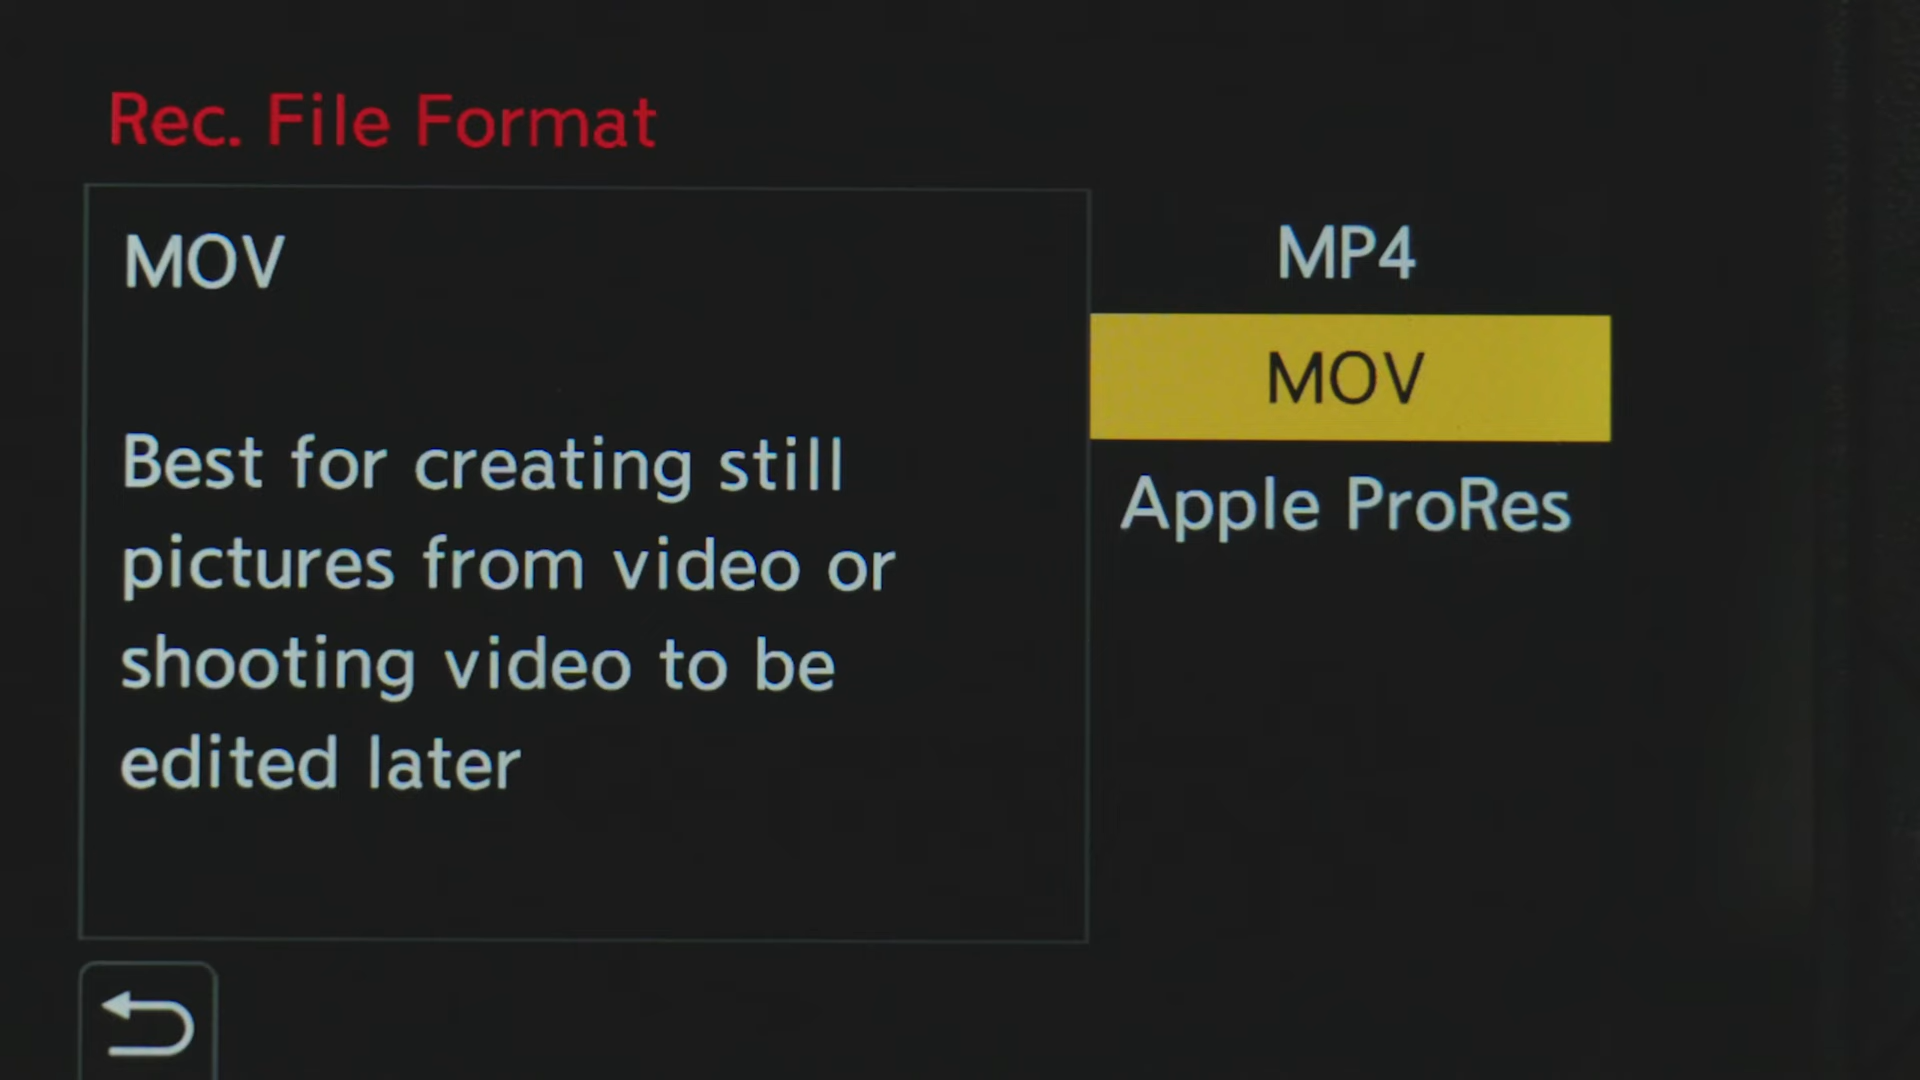 Rec. File Format
MOV
Best for creating still
pictures from video or
shooting video to be
edited later
MP4
MOV
Apple ProRes